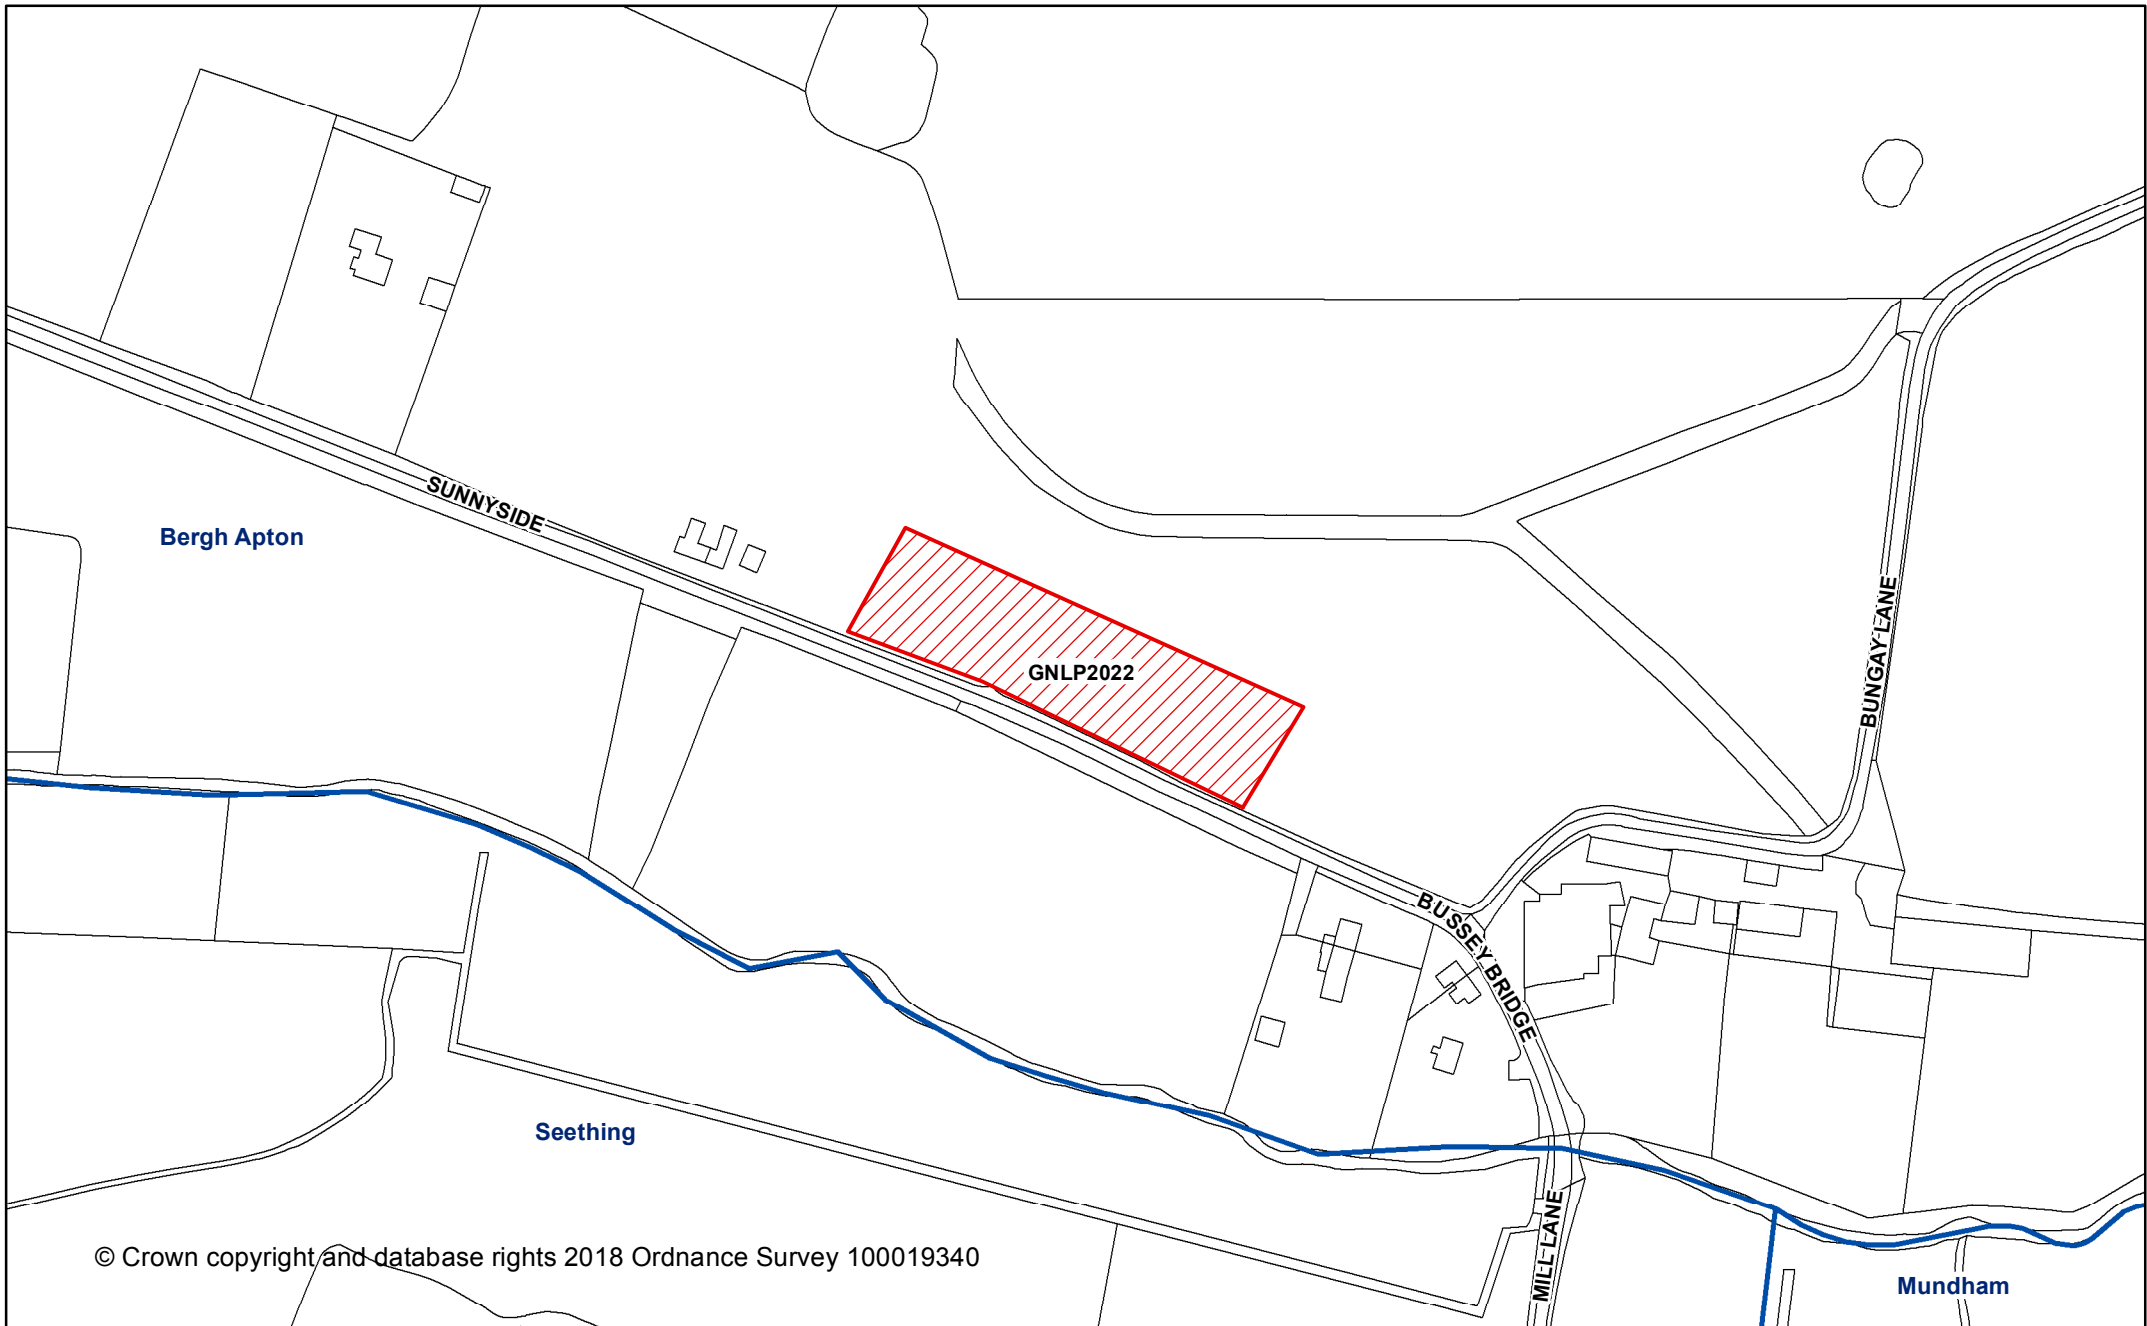 SUNNYSIDE
Bergh Apton
GNLP2022
BUNGAY LANE
BUSSEY BRIDGE
Seething
MILL LANE
© Crown copyright and database rights 2018 Ordnance Survey 100019340
Mundham